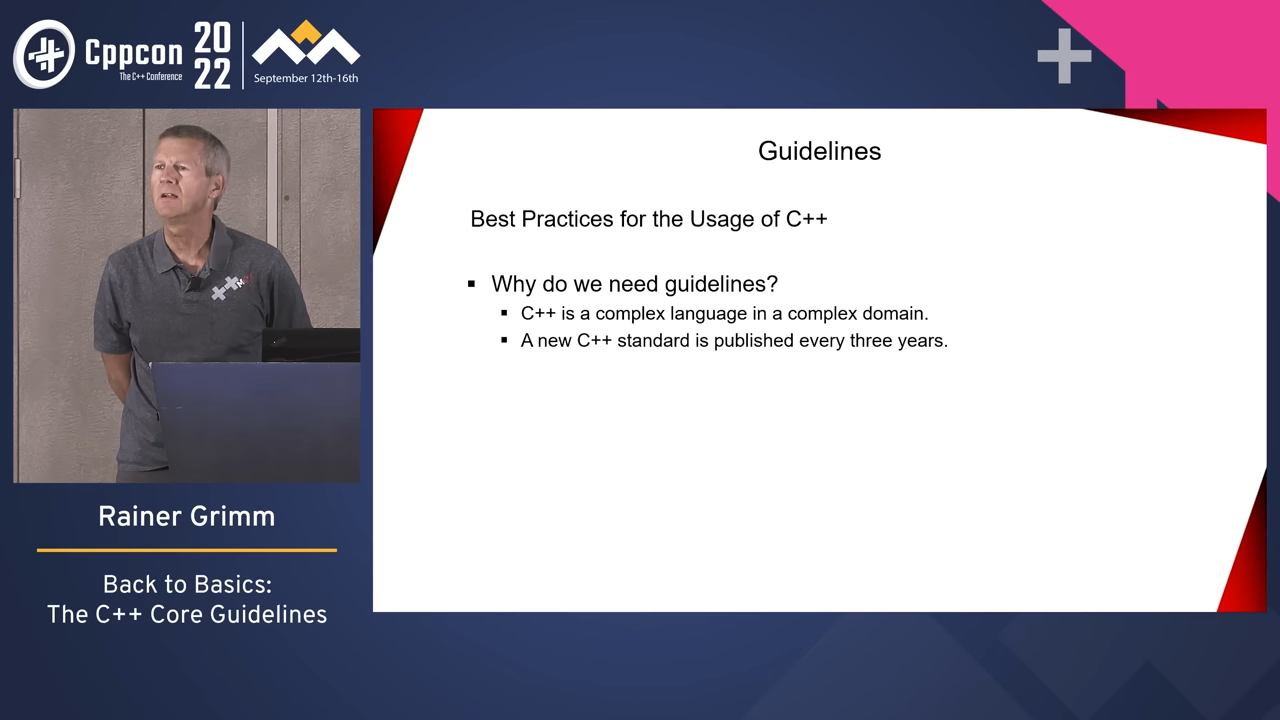 Cppcon
The C++ Conference
20
22
September 12th-16th
Guidelines
Best Practices for the Usage of C++
▪ Why do we need guidelines?
▪ C++ is a complex language in a complex domain.
▪ A new C++ standard is published every three years.
Rainer Grimm
Back to Basics:
The C++ Core Guidelines